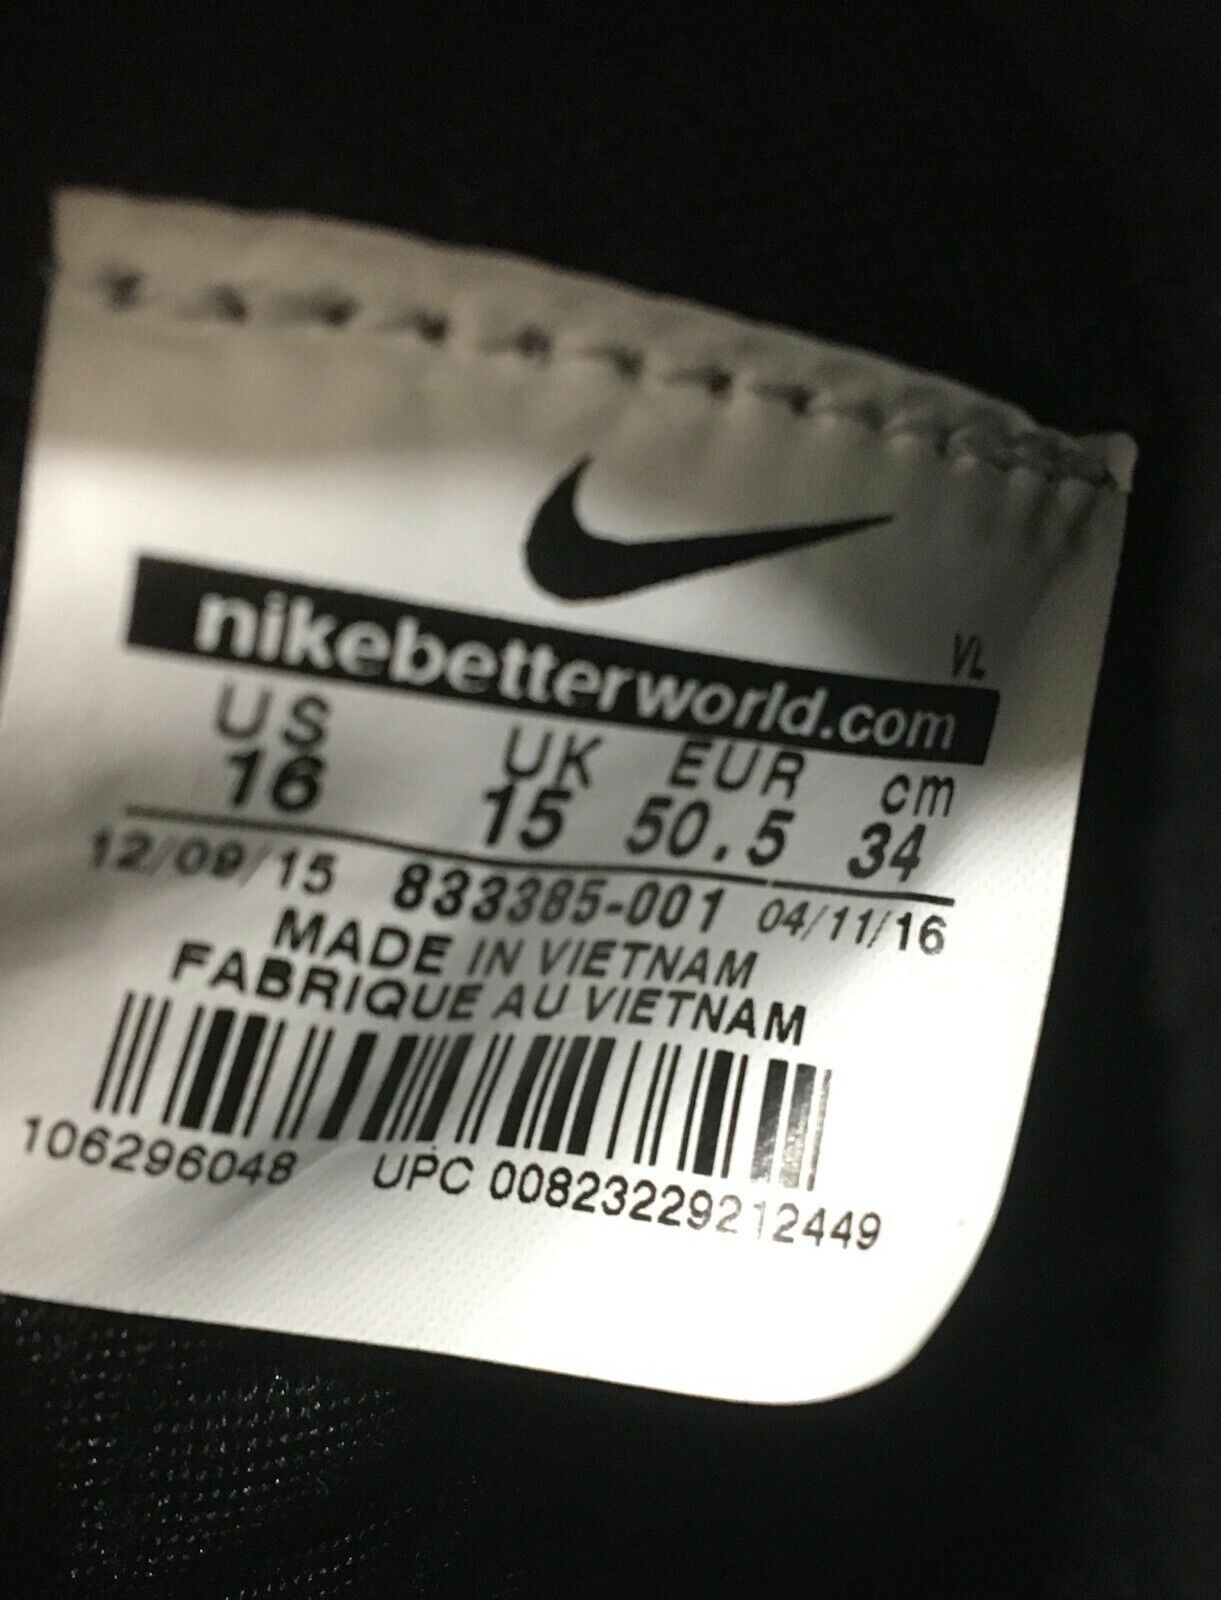 VL
nikebetterworld.com
US UK EUR cm
16 15 50.5 34
12/09/15 833385-001 04/11/16
MADE IN VIETNAM
FABRIQUE AU VIETNAM
106296048 UPC 00823229212449